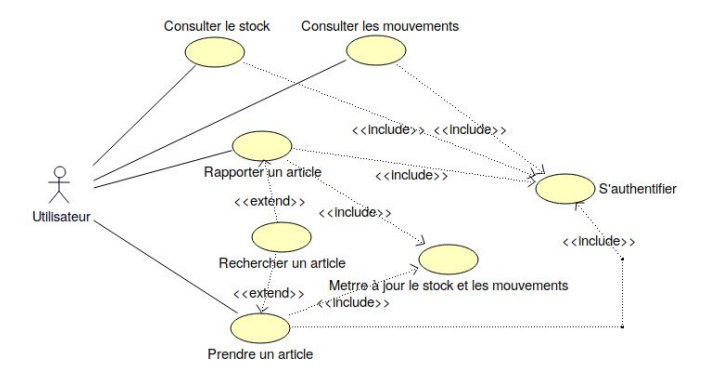 Consulter le stock
Consulter les mouvements
<<include>>
<<include>>
Rapporter un article
<<include>>
S'authentifier
<<extend>>
<<include>>
Utilisateur
<<include>>
Rechercher un article
Metrre à jour le stock et les mouvements
<<extend>>
<<include>>
Prendre un article